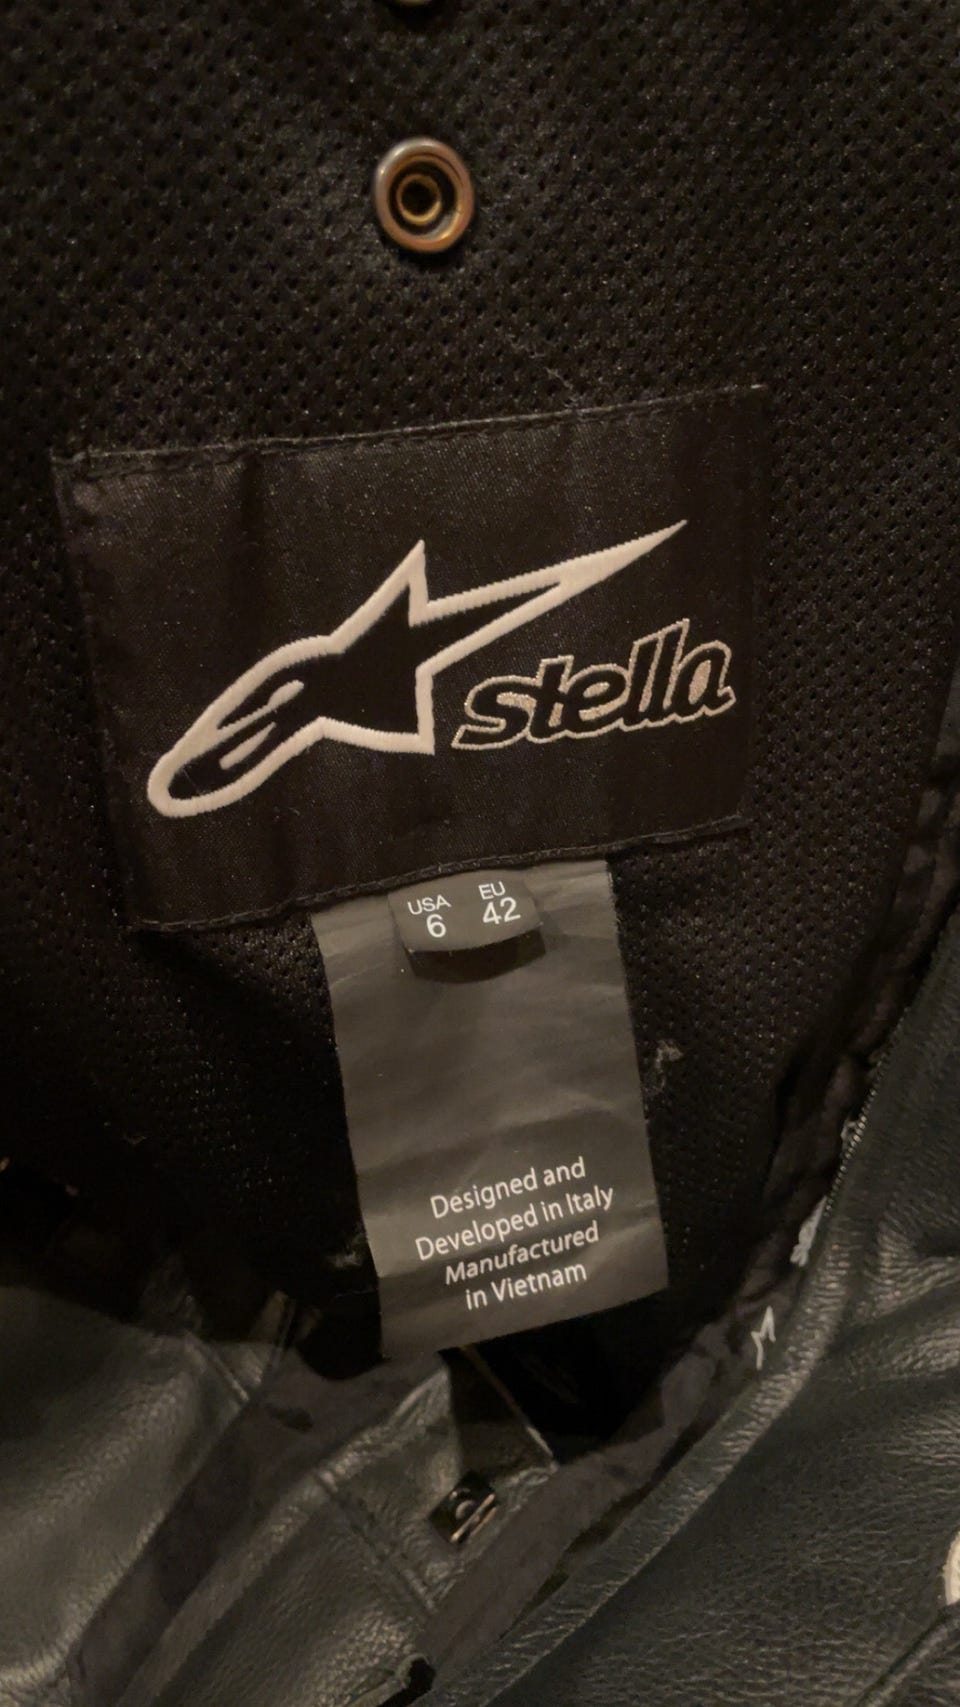 stella
USA EU
6 42
Designed and
Developed in Italy
Manufactured
in Vietnam